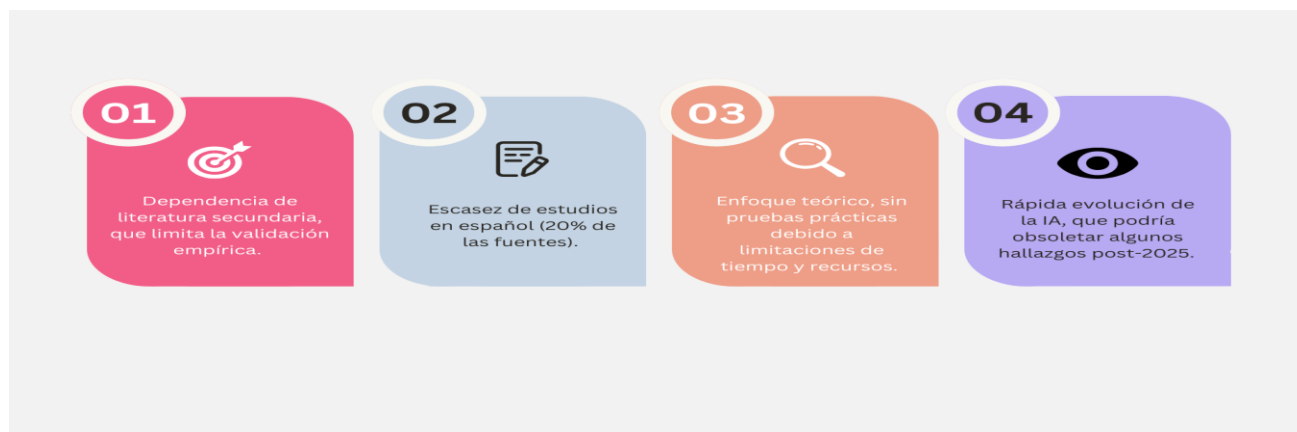 01
Dependencia de
literatura secundaria,
que limita la validación
empírica.
02
Escasez de estudios
en español (20% de
las fuentes).
03
Enfoque teórico, sin
pruebas prácticas
debido a
limitaciones de
tiempo y recursos.
04
Rápida evolución de
la IA, que podría
obsoletar algunos
hallazgos post-2025.